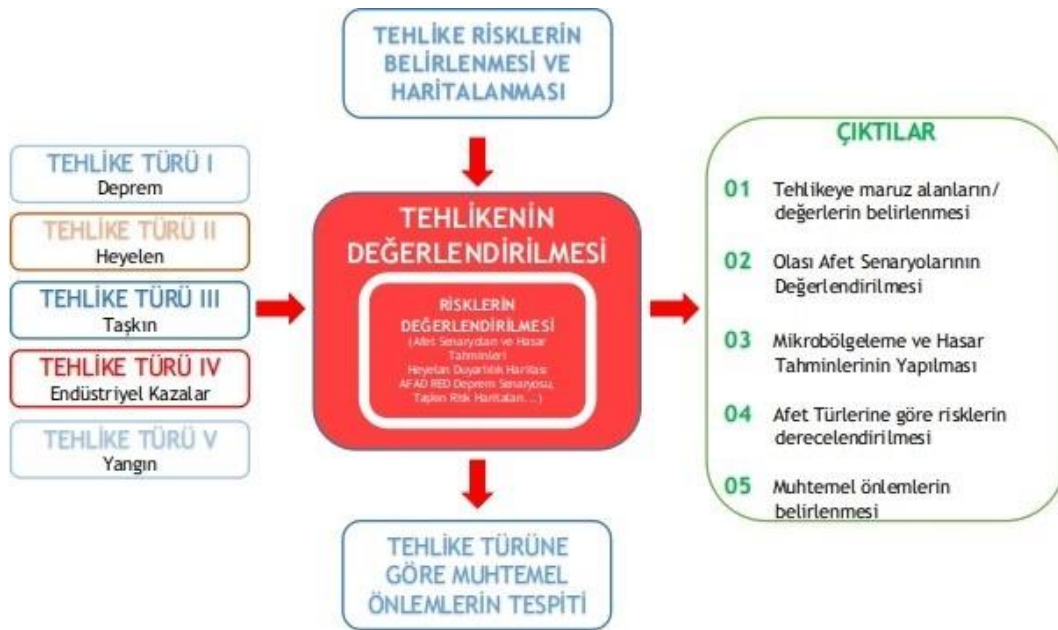 TEHLİKE RİSKLERİN
BELİRLENMESİ VE
HARİTALANMASI
TEHLİKE TÜRÜ I
Deprem
TEHLİKE TÜRÜ II
Heyelen
TEHLİKE TÜRÜ III
Taşkın
TEHLİKE TÜRÜ IV
Endüstriyel Kazalar
TEHLİKE TÜRÜ V
Yangın
TEHLİKENİN
DEĞERLENDİRİLMESİ
RİSKLERİN
DEĞERLENDİRİLMESİ
(Afet Senaryoları ve Hasar
Tahminleri
Heyelan Duyarlılık Haritası
AFAD RED Deprem Senaryosu,
Taşkın Risk Haritaları...)
TEHLİKE TÜRÜNE
GÖRE MUHTEMEL
ÖNLEMLERİN TESPİTİ
ÇIKTILAR
01 Tehlikeye maruz alanların/
değerlerin belirlenmesi
02 Olası Afet Senaryolarının
Değerlendirilmesi
03 Mikrobölgeleme ve Hasar
Tahminlerinin Yapılması
04 Afet Türlerine göre risklerin
derecelendirilmesi
05 Muhtemel önlemlerin
belirlenmesi